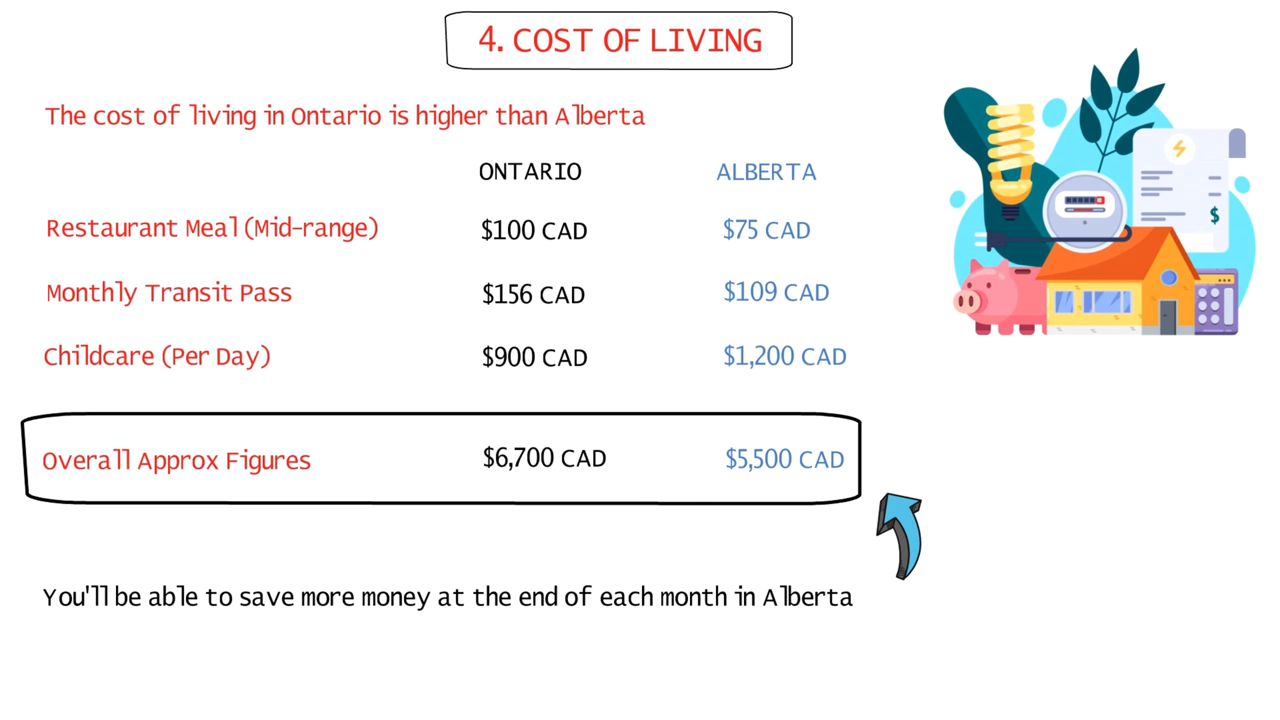 4. COST OF LIVING
The cost of living in Ontario is higher than Alberta
ONTARIO ALBERTA
Restaurant Meal (Mid-range) $100 CAD $75 CAD
Monthly Transit Pass $156 CAD $109 CAD
Childcare (Per Day) $900 CAD $1,200 CAD
Overall Approx Figures $6,700 CAD $5,500 CAD
You'll be able to save more money at the end of each month in Alberta
$